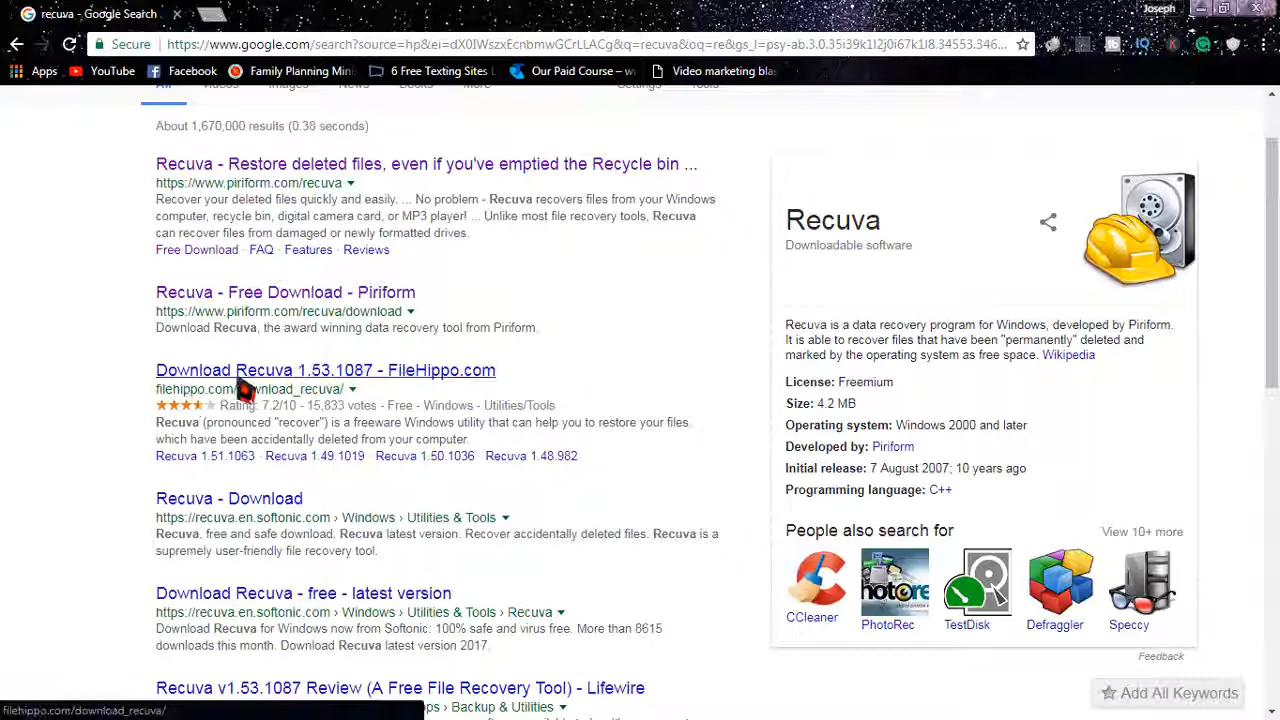 recuva - Google Search
Joseph
Secure
https://www.google.com/search?source=hp&ei=dX0IWszEcnbmwGCrLLACg&q=recuva&oq=re&gs_l=psy-ab.3.0.35i39k1l2j0i67k1l8.34553.346...
Apps YouTube Facebook Family Planning Mini 6 Free Texting Sites Our Paid Course – w Video marketing blas
All Videos Images News Books More Settings Tools
About 1,670,000 results (0.38 seconds)
Recuva - Restore deleted files, even if you've emptied the Recycle bin ...
https://www.piriform.com/recuva
Recover your deleted files quickly and easily. ... No problem - Recuva recovers files from your Windows
computer, recycle bin, digital camera card, or MP3 player! ... Unlike most file recovery tools, Recuva
can recover files from damaged or newly formatted drives.
Free Download · FAQ · Features · Reviews
Recuva - Free Download - Piriform
https://www.piriform.com/recuva/download
Download Recuva, the award winning data recovery tool from Piriform.
Download Recuva 1.53.1087 - FileHippo.com
filehippo.com/download_recuva/
Rating: 7.2/10 - 15,833 votes - Free - Windows - Utilities/Tools
Recuva (pronounced "recover") is a freeware Windows utility that can help you to restore your files
which have been accidentally deleted from your computer.
Recuva 1.51.1063 · Recuva 1.49.1019 · Recuva 1.50.1036 · Recuva 1.48.982
Recuva - Download
https://recuva.en.softonic.com › Windows › Utilities & Tools
Recuva, free and safe download. Recuva latest version. Recover accidentally deleted files. Recuva is a
supremely user-friendly file recovery tool.
Download Recuva - free - latest version
https://recuva.en.softonic.com › Windows › Utilities & Tools › Recuva
Download Recuva for Windows now from Softonic: 100% safe and virus free. More than 8615
downloads this month. Download Recuva latest version 2017.
Recuva v1.53.1087 Review (A Free File Recovery Tool) - Lifewire
› Backup & Utilities
filehippo.com/download_recuva/
Recuva
Downloadable software
Recuva is a data recovery program for Windows, developed by Piriform.
It is able to recover files that have been "permanently" deleted and
marked by the operating system as free space. Wikipedia
License: Freemium
Size: 4.2 MB
Operating system: Windows 2000 and later
Developed by: Piriform
Initial release: 7 August 2007; 10 years ago
Programming language: C++
People also search for
View 10+ more
CCleaner
PhotoRec
TestDisk
Defraggler
Speccy
Feedback
Add All Keywords